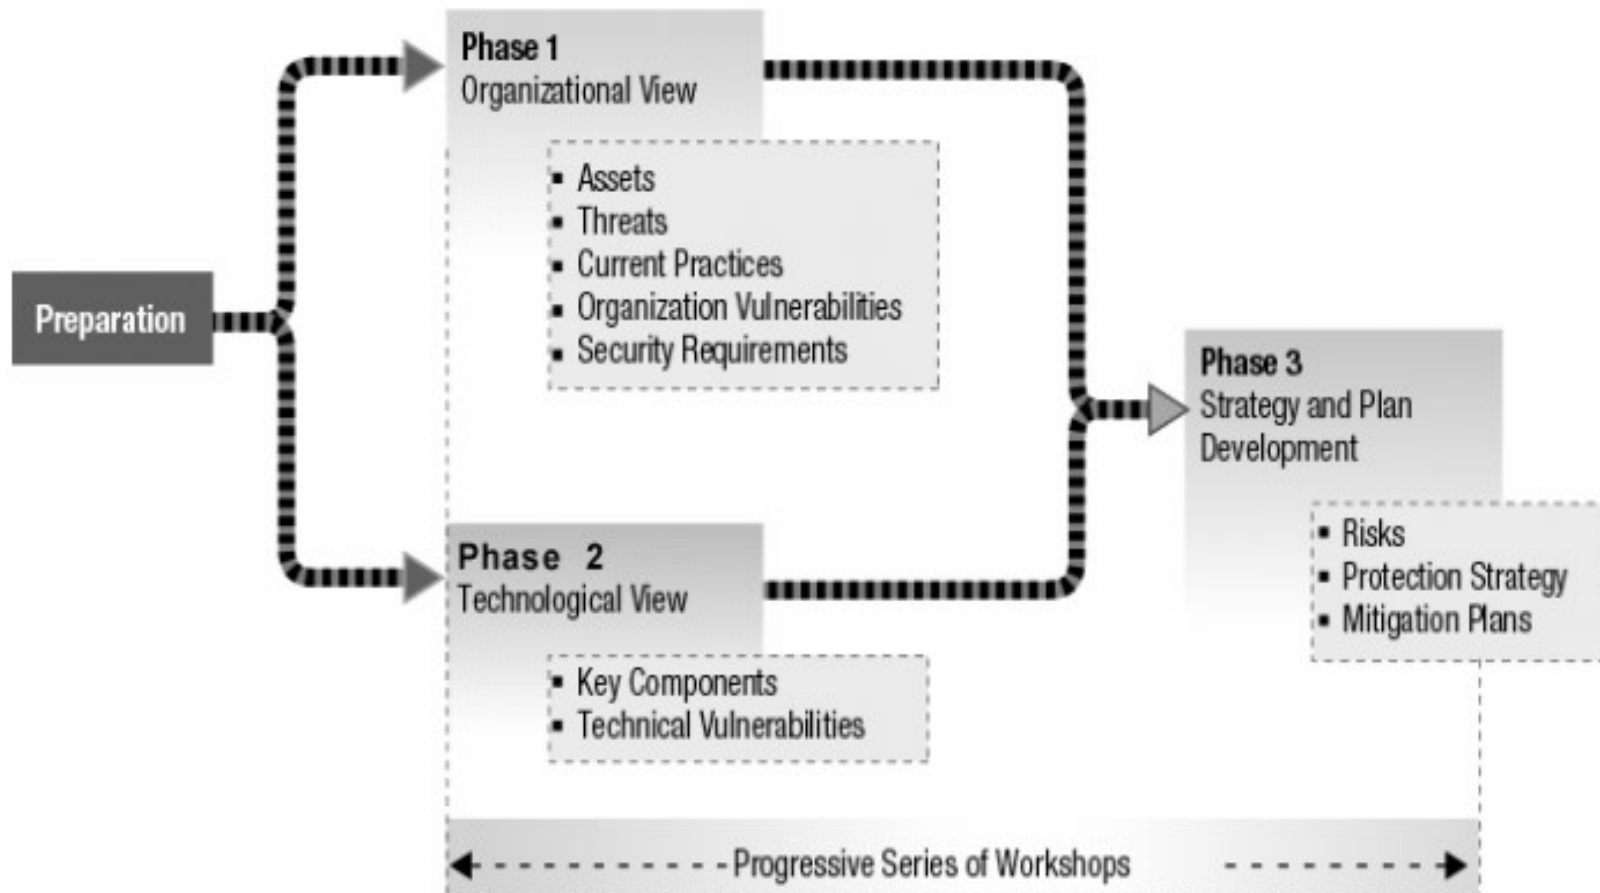 Preparation
Phase 1
Organizational View
▪ Assets
▪ Threats
▪ Current Practices
▪ Organization Vulnerabilities
▪ Security Requirements
Phase 2
Technological View
▪ Key Components
▪ Technical Vulnerabilities
Phase 3
Strategy and Plan
Development
▪ Risks
▪ Protection Strategy
▪ Mitigation Plans
Progressive Series of Workshops